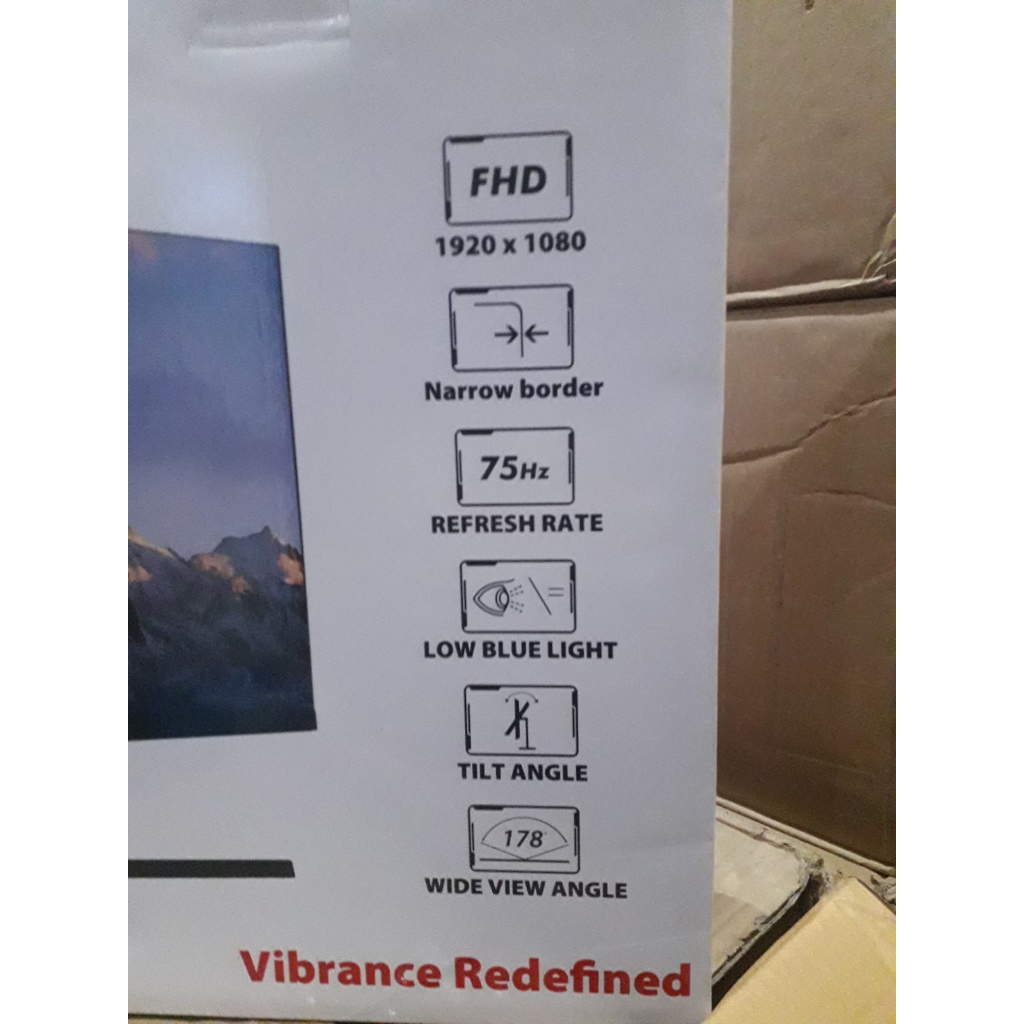 FHD
1920 x 1080
Narrow border
75Hz
REFRESH RATE
LOW BLUE LIGHT
TILT ANGLE
178°
WIDE VIEW ANGLE
Vibrance Redefined